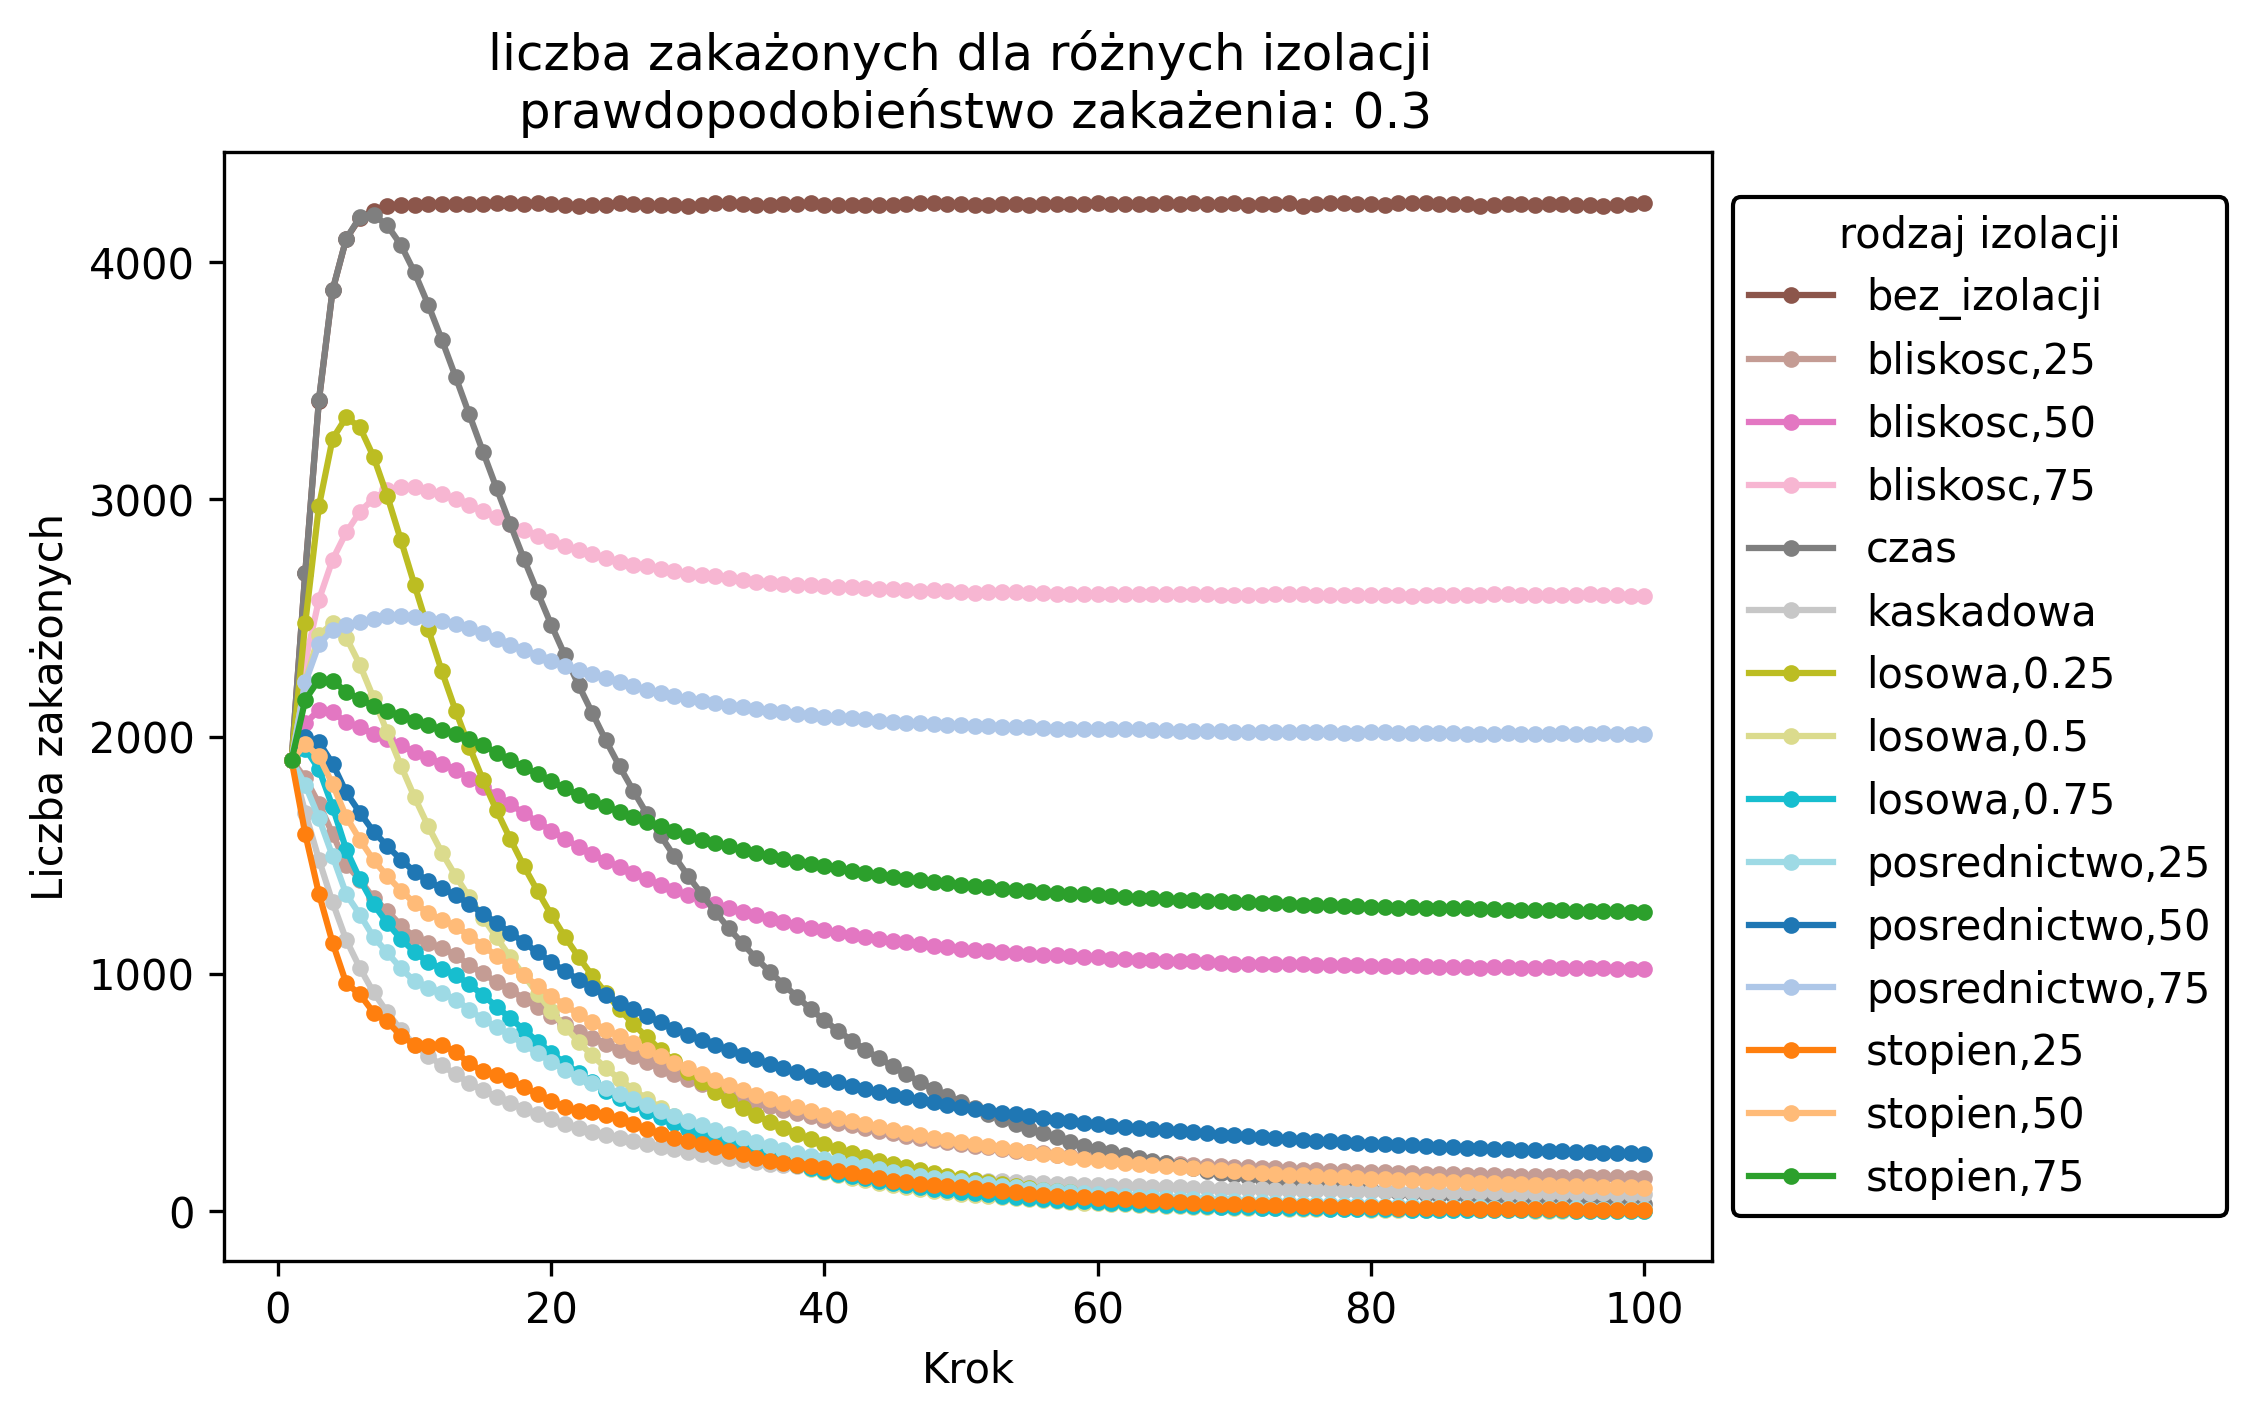 liczba zakażonych dla różnych izolacji
prawdopodobieństwo zakażenia: 0.3
Liczba zakażonych
4000
3000
2000
1000
0
0 20 40 60 80 100
Krok
rodzaj izolacji
bez_izolacji
bliskosc,25
bliskosc,50
bliskosc,75
czas
kaskadowa
losowa,0.25
losowa,0.5
losowa,0.75
posrednictwo,25
posrednictwo,50
posrednictwo,75
stopien,25
stopien,50
stopien,75